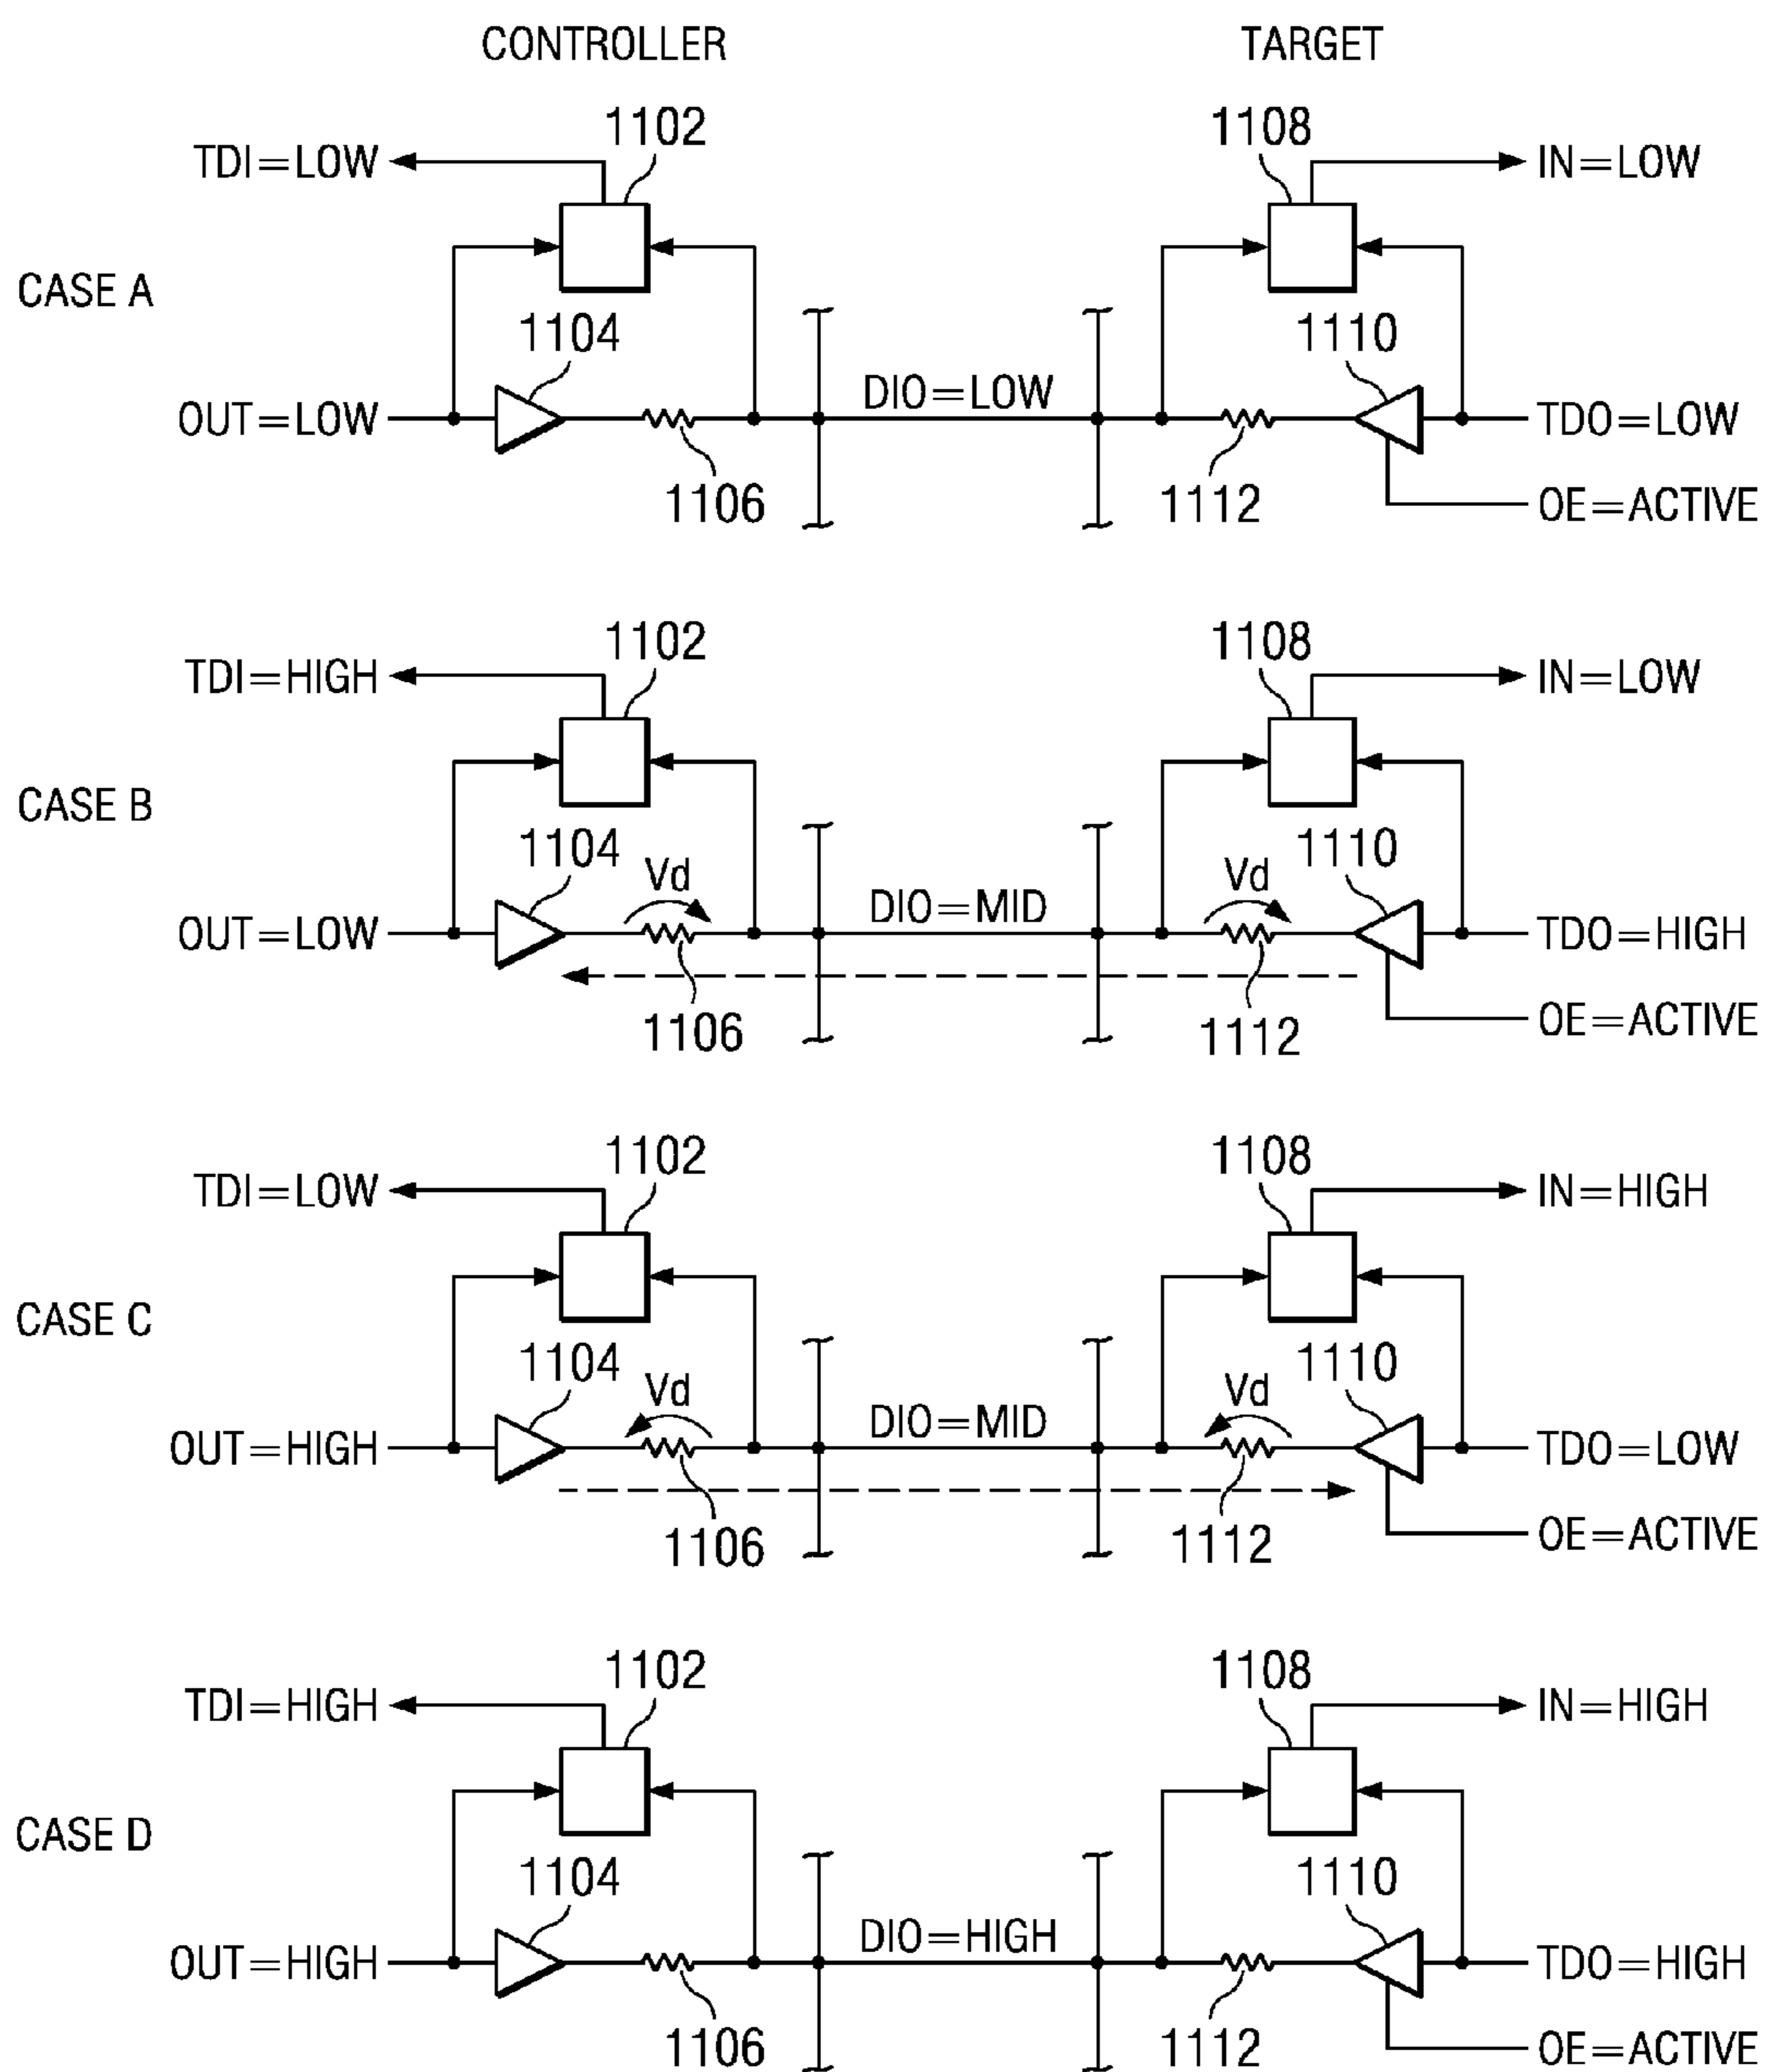 CONTROLLER TARGET
1102 1108
TDI=LOW IN=LOW
CASE A
1104 1110
DIO=LOW
OUT=LOW TDO=LOW
1106 1112 OE=ACTIVE
1102 1108
TDI=HIGH IN=LOW
CASE B
1104 1110
Vd Vd
DIO=MID
OUT=LOW TDO=HIGH
1106 1112 OE=ACTIVE
1102 1108
TDI=LOW IN=HIGH
CASE C
1104 1110
Vd Vd
DIO=MID
OUT=HIGH TDO=LOW
1106 1112 OE=ACTIVE
1102 1108
TDI=HIGH IN=HIGH
CASE D
1104 1110
DIO=HIGH
OUT=HIGH TDO=HIGH
1106 1112 OE=ACTIVE